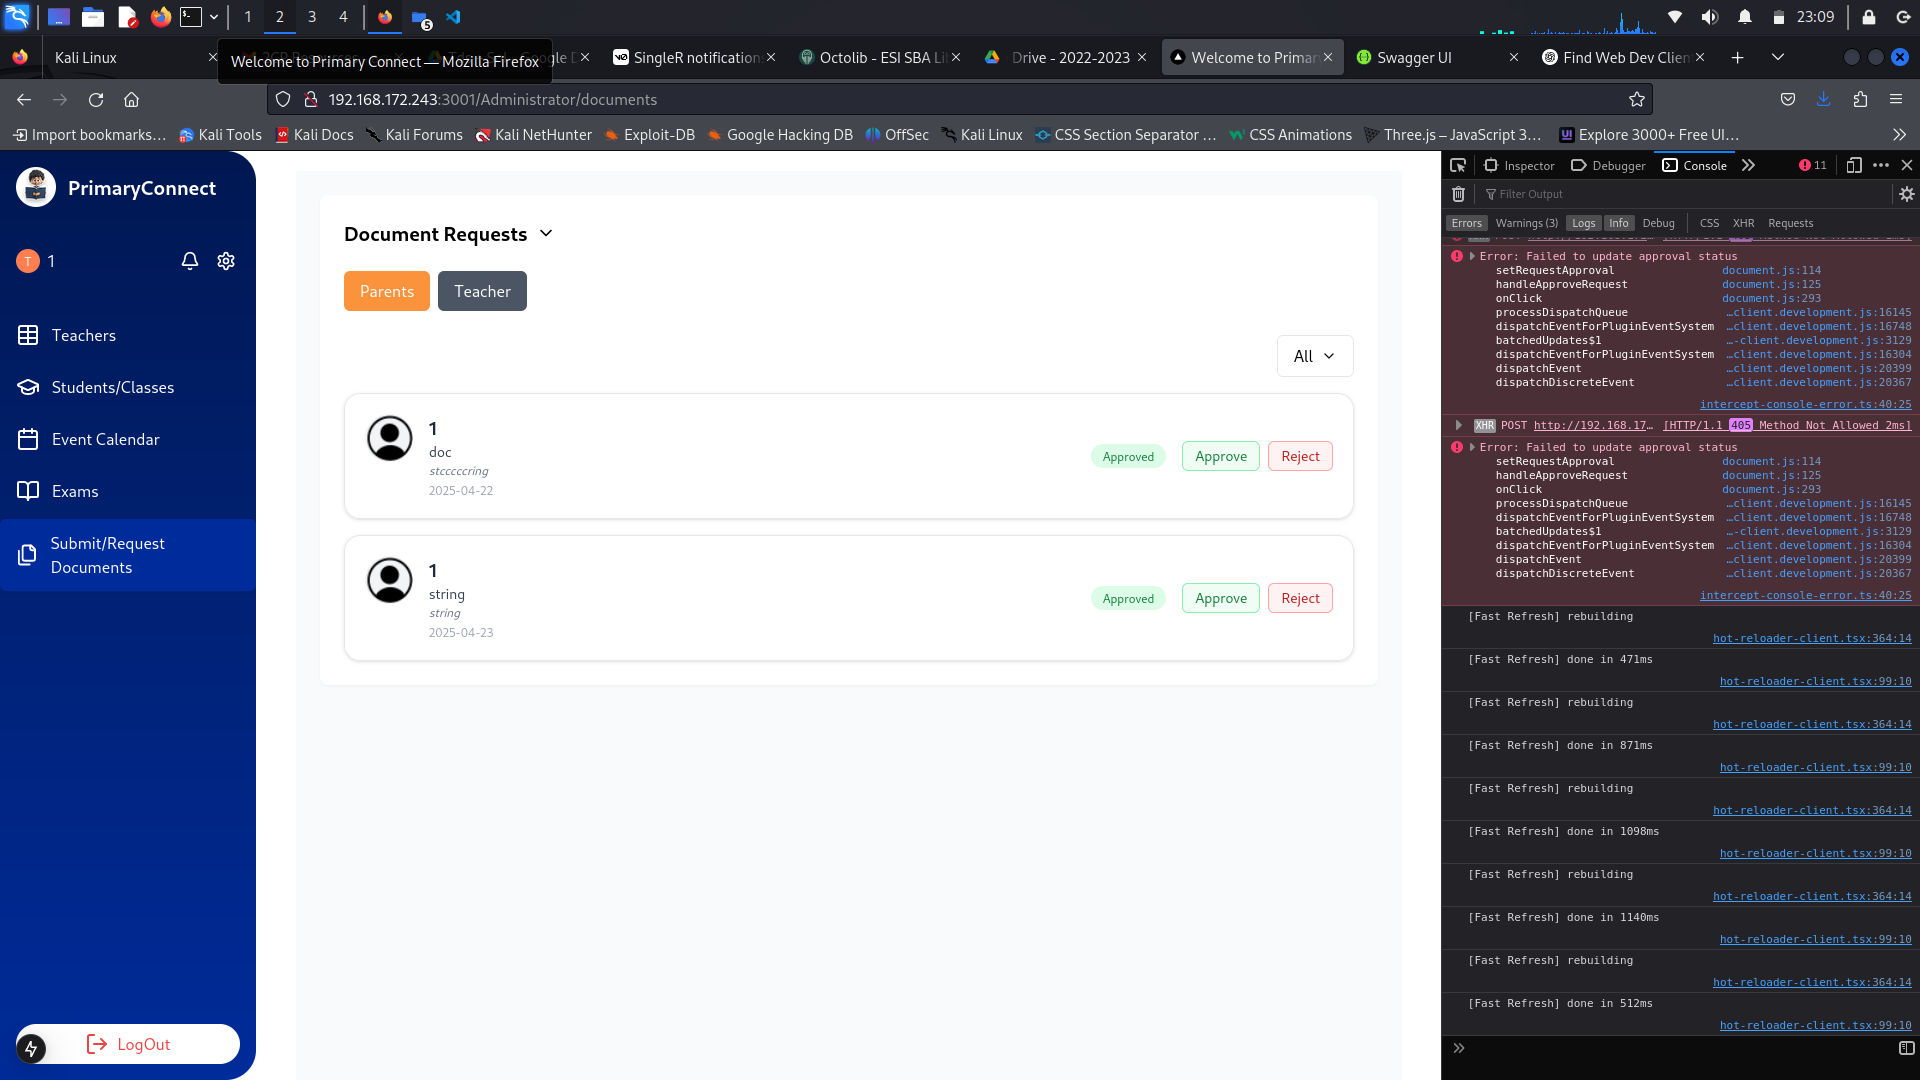 1
2
3
4
5
23:09
Kali Linux
Welcome to Primary Connect — Mozilla Firefox
SingleR notification
Octolib - ESI SBA Li
Drive - 2022-2023
Welcome to Primar
Swagger UI
Find Web Dev Clien
192.168.172.243:3001/Administrator/documents
Import bookmarks…
Kali Tools
Kali Docs
Kali Forums
Kali NetHunter
Exploit-DB
Google Hacking DB
OffSec
Kali Linux
CSS Section Separator …
CSS Animations
Three.js – JavaScript 3…
Explore 3000+ Free UI…
PrimaryConnect
T
1
Teachers
Students/Classes
Event Calendar
Exams
Submit/Request
Documents
LogOut
Document Requests
Parents
Teacher
All
1
doc
stcccccring
2025-04-22
Approved
Approve
Reject
1
string
string
2025-04-23
Approved
Approve
Reject
Inspector
Debugger
Console
11
Filter Output
Errors
Warnings (3)
Logs
Info
Debug
CSS
XHR
Requests
Error: Failed to update approval status
setRequestApproval document.js:114
handleApproveRequest document.js:125
onClick document.js:293
processDispatchQueue …client.development.js:16145
dispatchEventForPluginEventSystem …client.development.js:16748
batchedUpdates$1 …-client.development.js:3129
dispatchEventForPluginEventSystem …client.development.js:16304
dispatchEvent …client.development.js:20399
dispatchDiscreteEvent …client.development.js:20367
intercept-console-error.ts:40:25
XHR POST http://192.168.17… [HTTP/1.1 405 Method Not Allowed 2ms]
Error: Failed to update approval status
setRequestApproval document.js:114
handleApproveRequest document.js:125
onClick document.js:293
processDispatchQueue …client.development.js:16145
dispatchEventForPluginEventSystem …client.development.js:16748
batchedUpdates$1 …-client.development.js:3129
dispatchEventForPluginEventSystem …client.development.js:16304
dispatchEvent …client.development.js:20399
dispatchDiscreteEvent …client.development.js:20367
intercept-console-error.ts:40:25
[Fast Refresh] rebuilding
hot-reloader-client.tsx:364:14
[Fast Refresh] done in 471ms
hot-reloader-client.tsx:99:10
[Fast Refresh] rebuilding
hot-reloader-client.tsx:364:14
[Fast Refresh] done in 871ms
hot-reloader-client.tsx:99:10
[Fast Refresh] rebuilding
hot-reloader-client.tsx:364:14
[Fast Refresh] done in 1098ms
hot-reloader-client.tsx:99:10
[Fast Refresh] rebuilding
hot-reloader-client.tsx:364:14
[Fast Refresh] done in 1140ms
hot-reloader-client.tsx:99:10
[Fast Refresh] rebuilding
hot-reloader-client.tsx:364:14
[Fast Refresh] done in 512ms
hot-reloader-client.tsx:99:10